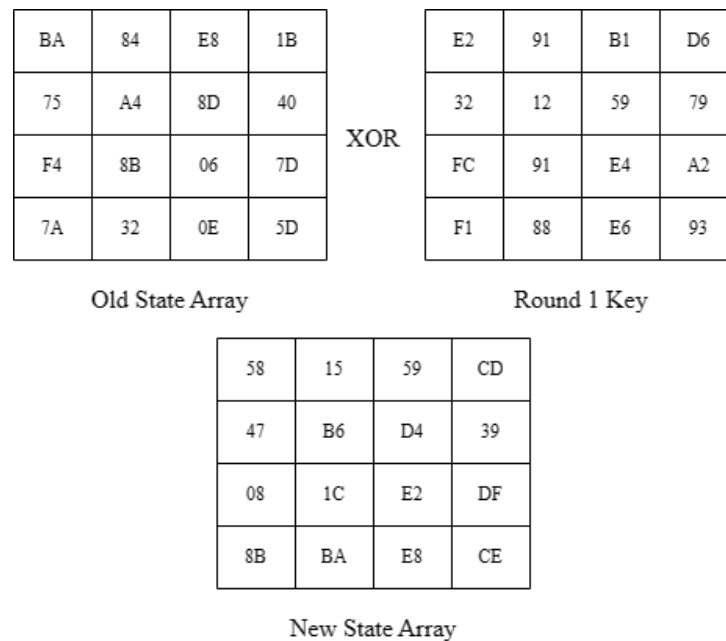 BA 84 E8 1B E2 91 B1 D6
75 A4 8D 40 32 12 59 79
XOR
F4 8B 06 7D FC 91 E4 A2
7A 32 0E 5D F1 88 E6 93
Old State Array Round 1 Key
58 15 59 CD
47 B6 D4 39
08 1C E2 DF
8B BA E8 CE
New State Array